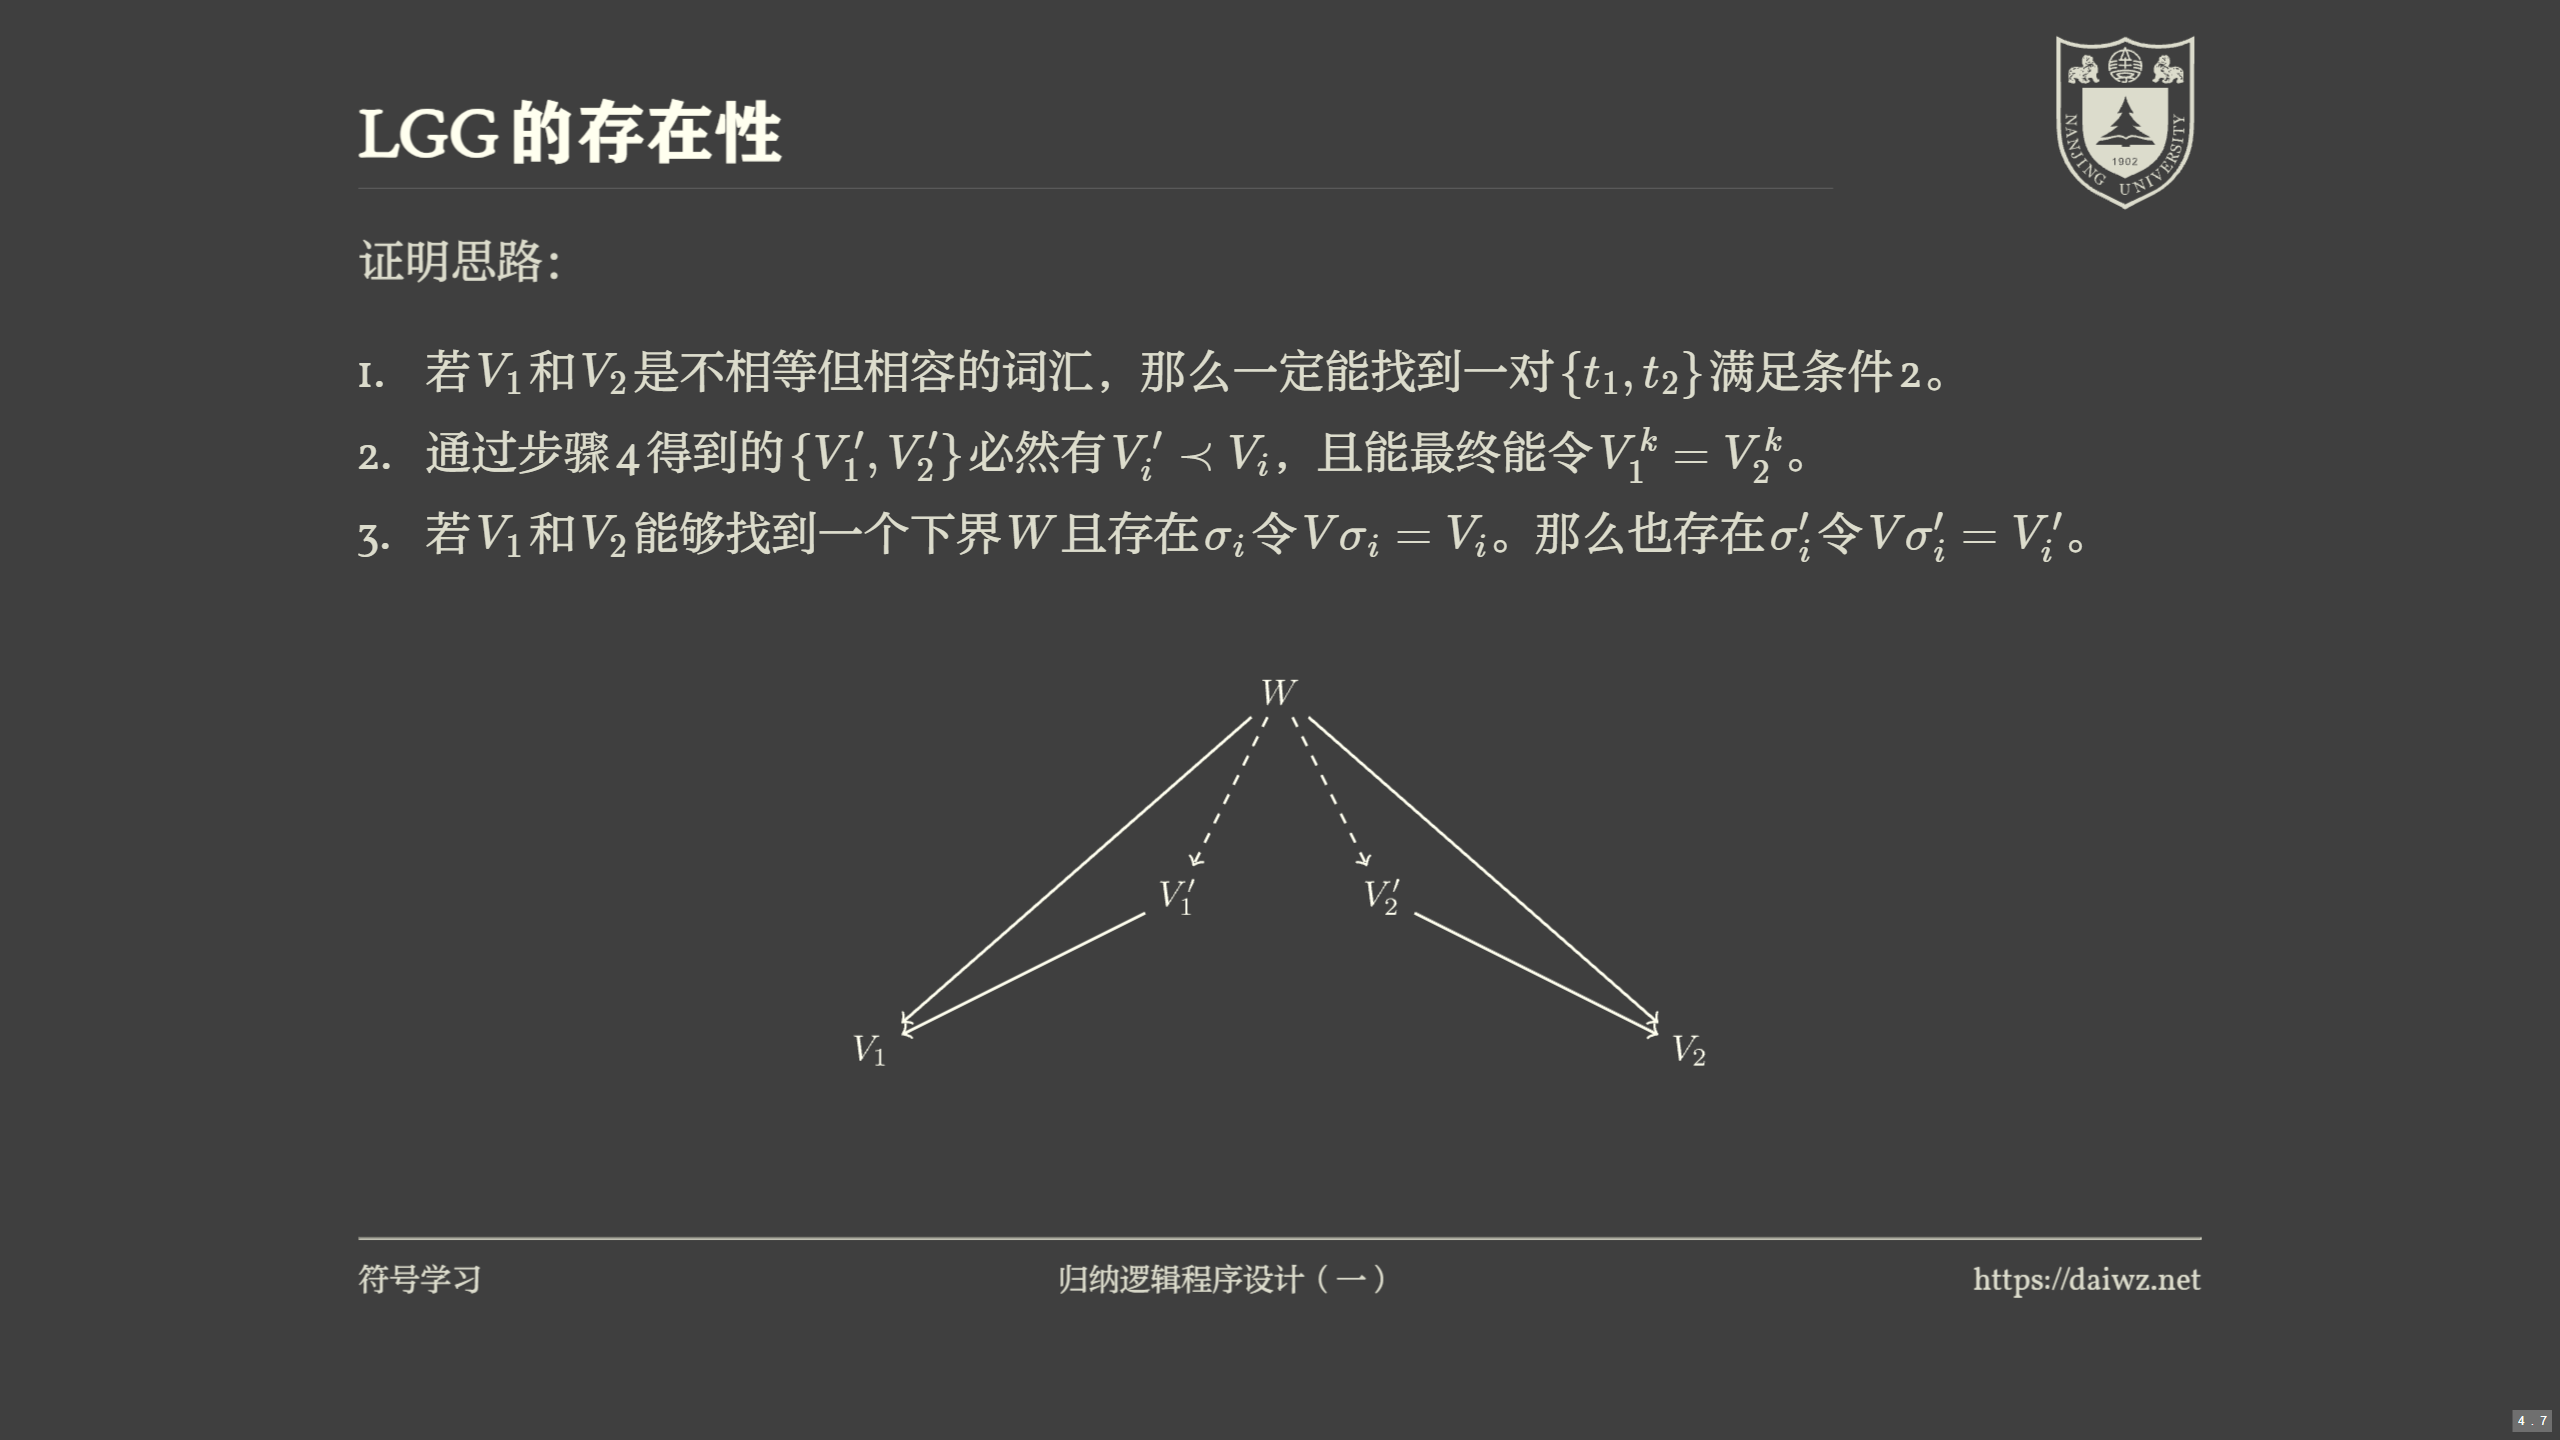 LGG 的存在性
NANJING UNIVERSITY
1902
证明思路：
1. 若 V₁ 和 V₂ 是不相等但相容的词汇，那么一定能找到一对 {t₁, t₂} 满足条件 2。
2. 通过步骤 4 得到的 {V₁′, V₂′} 必然有 Vᵢ′ ≺ Vᵢ，且能最终能令 V₁ᵏ = V₂ᵏ。
3. 若 V₁ 和 V₂ 能够找到一个下界 W 且存在 σᵢ 令 Vσᵢ = Vᵢ。那么也存在 σᵢ′ 令 Vσᵢ′ = Vᵢ′。
W
V₁′ V₂′
V₁ V₂
符号学习 归纳逻辑程序设计（一） https://daiwz.net
4 . 7